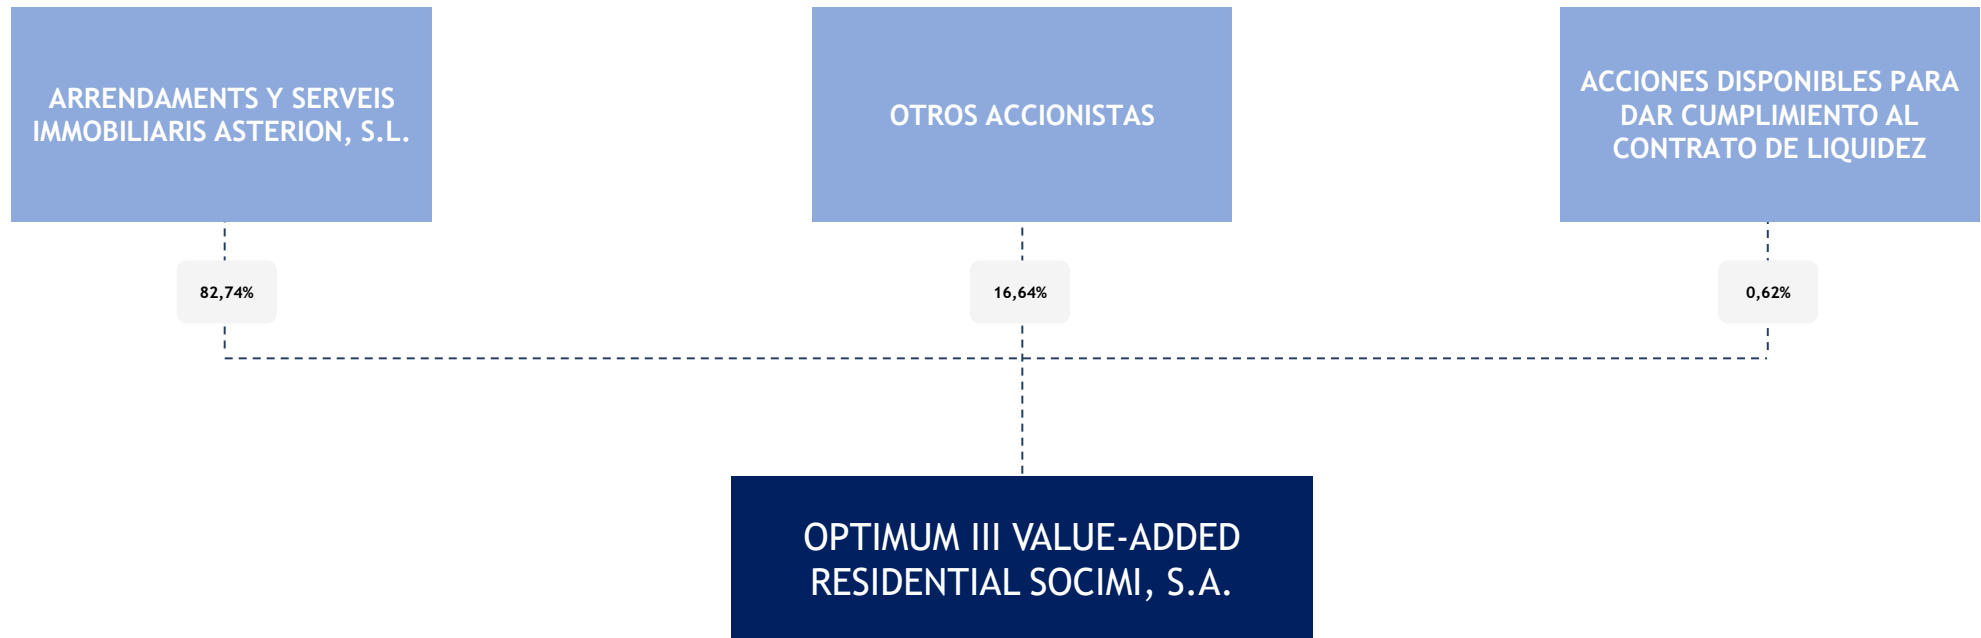 ARRENDAMENTS Y SERVEIS
IMMOBILIARIS ASTERION, S.L.
OTROS ACCIONISTAS
ACCIONES DISPONIBLES PARA
DAR CUMPLIMIENTO AL
CONTRATO DE LIQUIDEZ
82,74%
16,64%
0,62%
OPTIMUM III VALUE-ADDED
RESIDENTIAL SOCIMI, S.A.